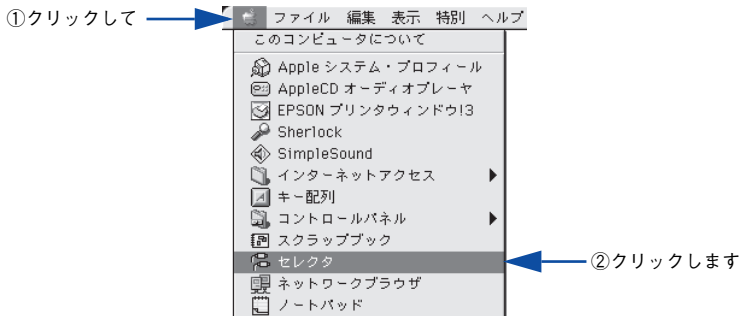 ①クリックして
ファイル 編集 表示 特別 ヘルプ
このコンピュータについて
Apple システム・プロフィール
AppleCD オーディオプレーヤ
EPSON プリンタウィンドウ!3
Sherlock
SimpleSound
インターネットアクセス
キー配列
コントロールパネル
スクラップブック
セレクタ
②クリックします
ネットワークブラウザ
ノートパッド